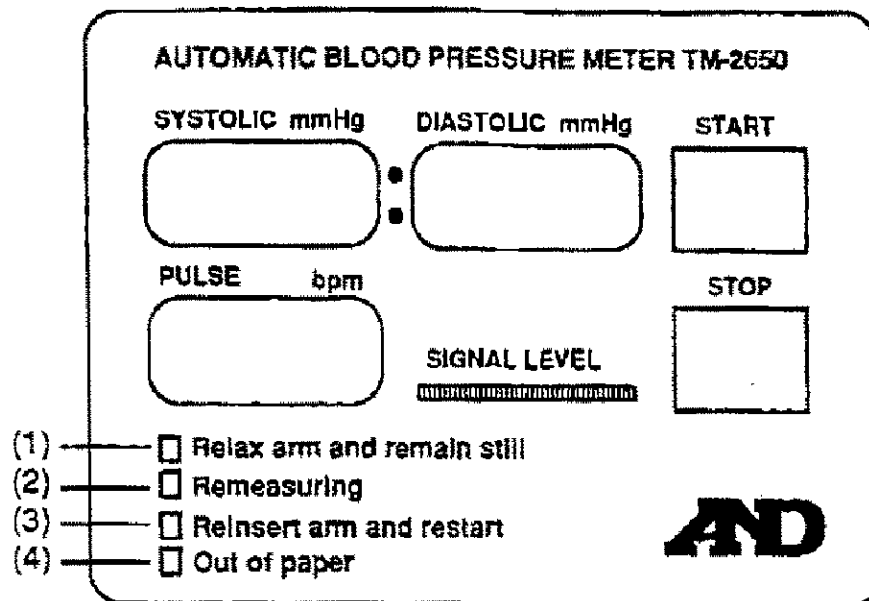 AUTOMATIC BLOOD PRESSURE METER TM-2650
SYSTOLIC mmHg DIASTOLIC mmHg START
PULSE bpm STOP
SIGNAL LEVEL
(1) Relax arm and remain still
(2) Remeasuring
(3) Reinsert arm and restart
(4) Out of paper
AND